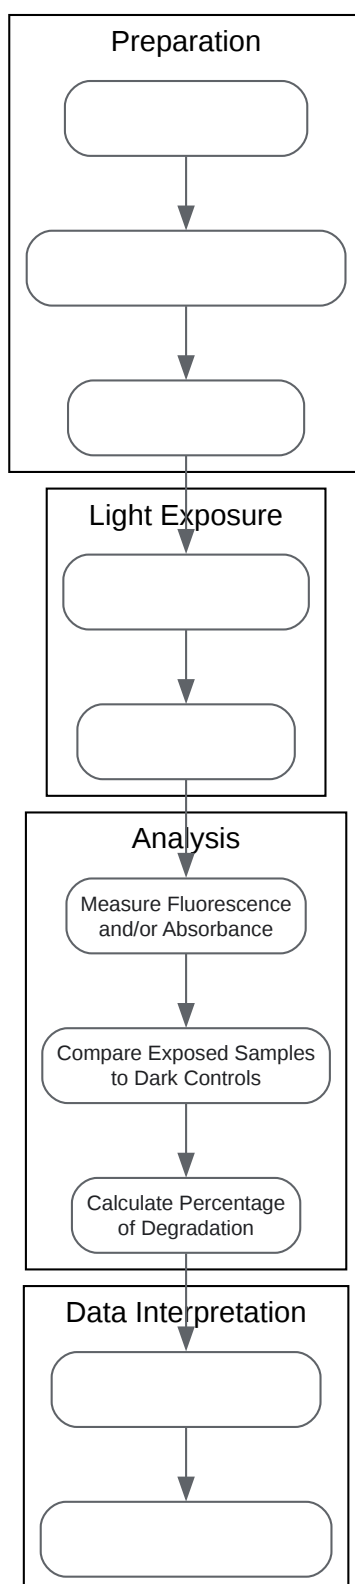 Preparation
Light Exposure
Analysis
Measure Fluorescence
and/or Absorbance
Compare Exposed Samples
to Dark Controls
Calculate Percentage
of Degradation
Data Interpretation